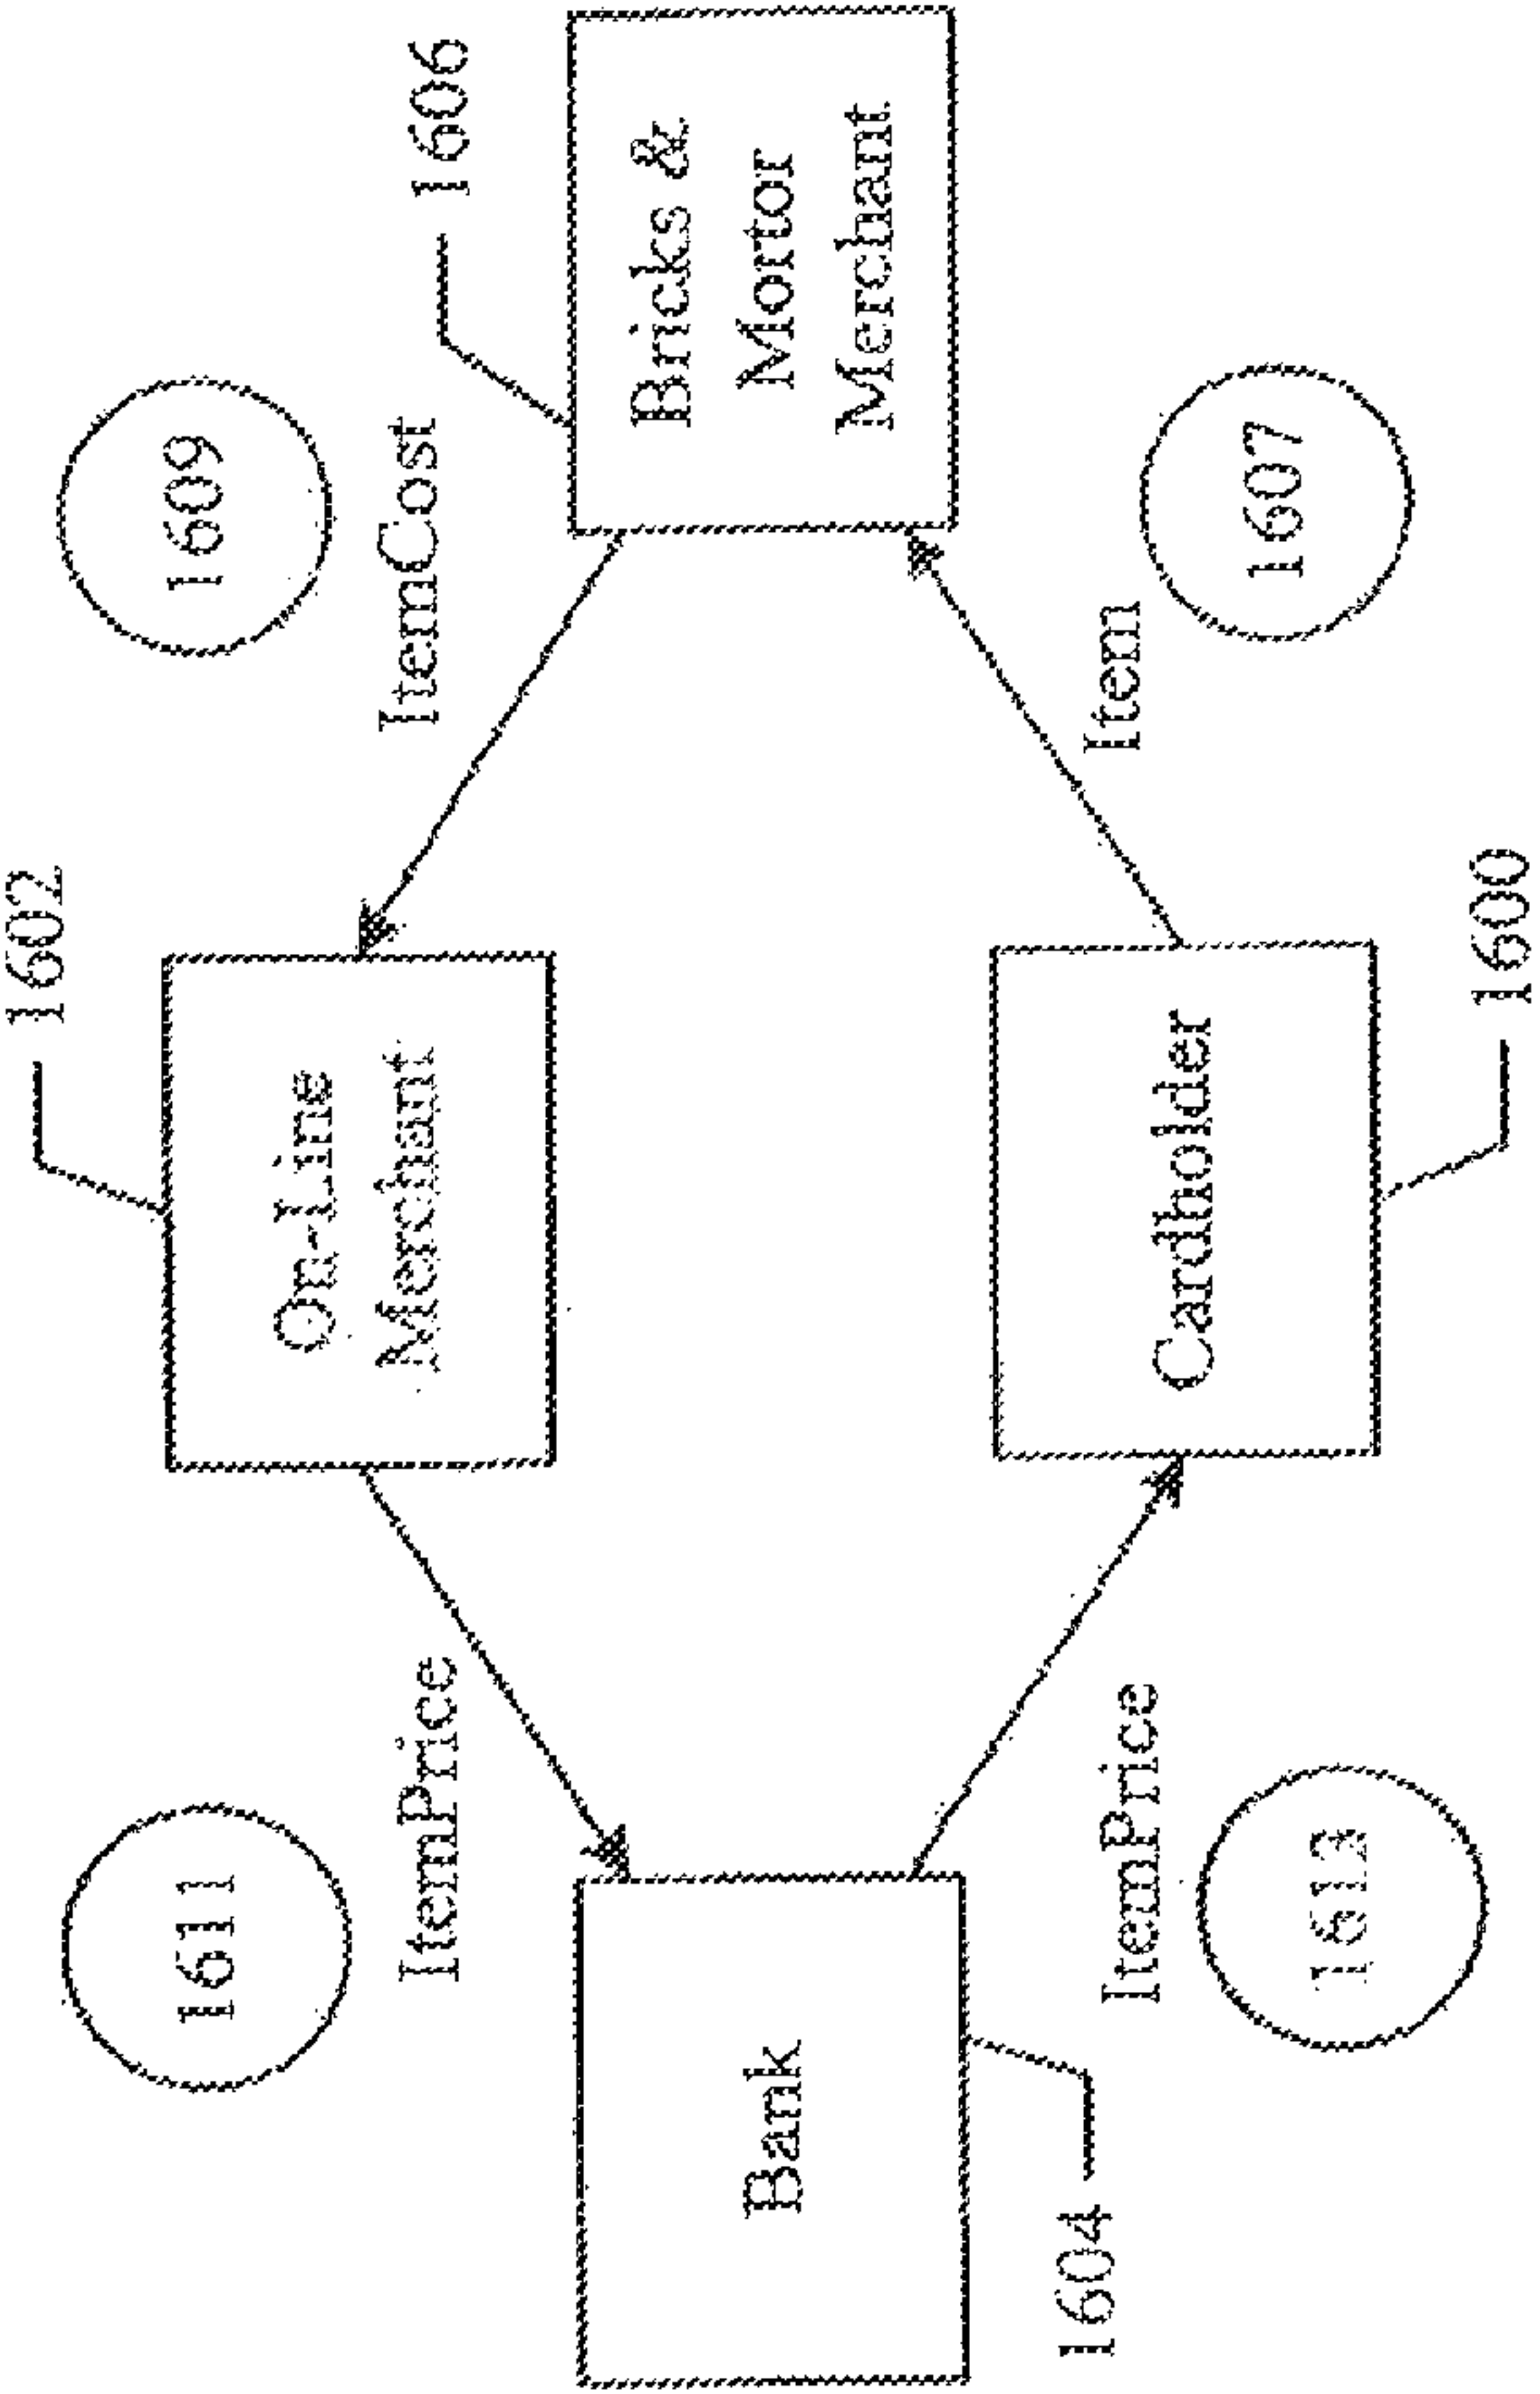 1602
1611
1609
On-Line
Merchant
ItemPrice
ItemCost
1606
Bank
Bricks &
Mortor
Merchant
1604
ItemPrice
Item
Cardholder
1613
1607
1600